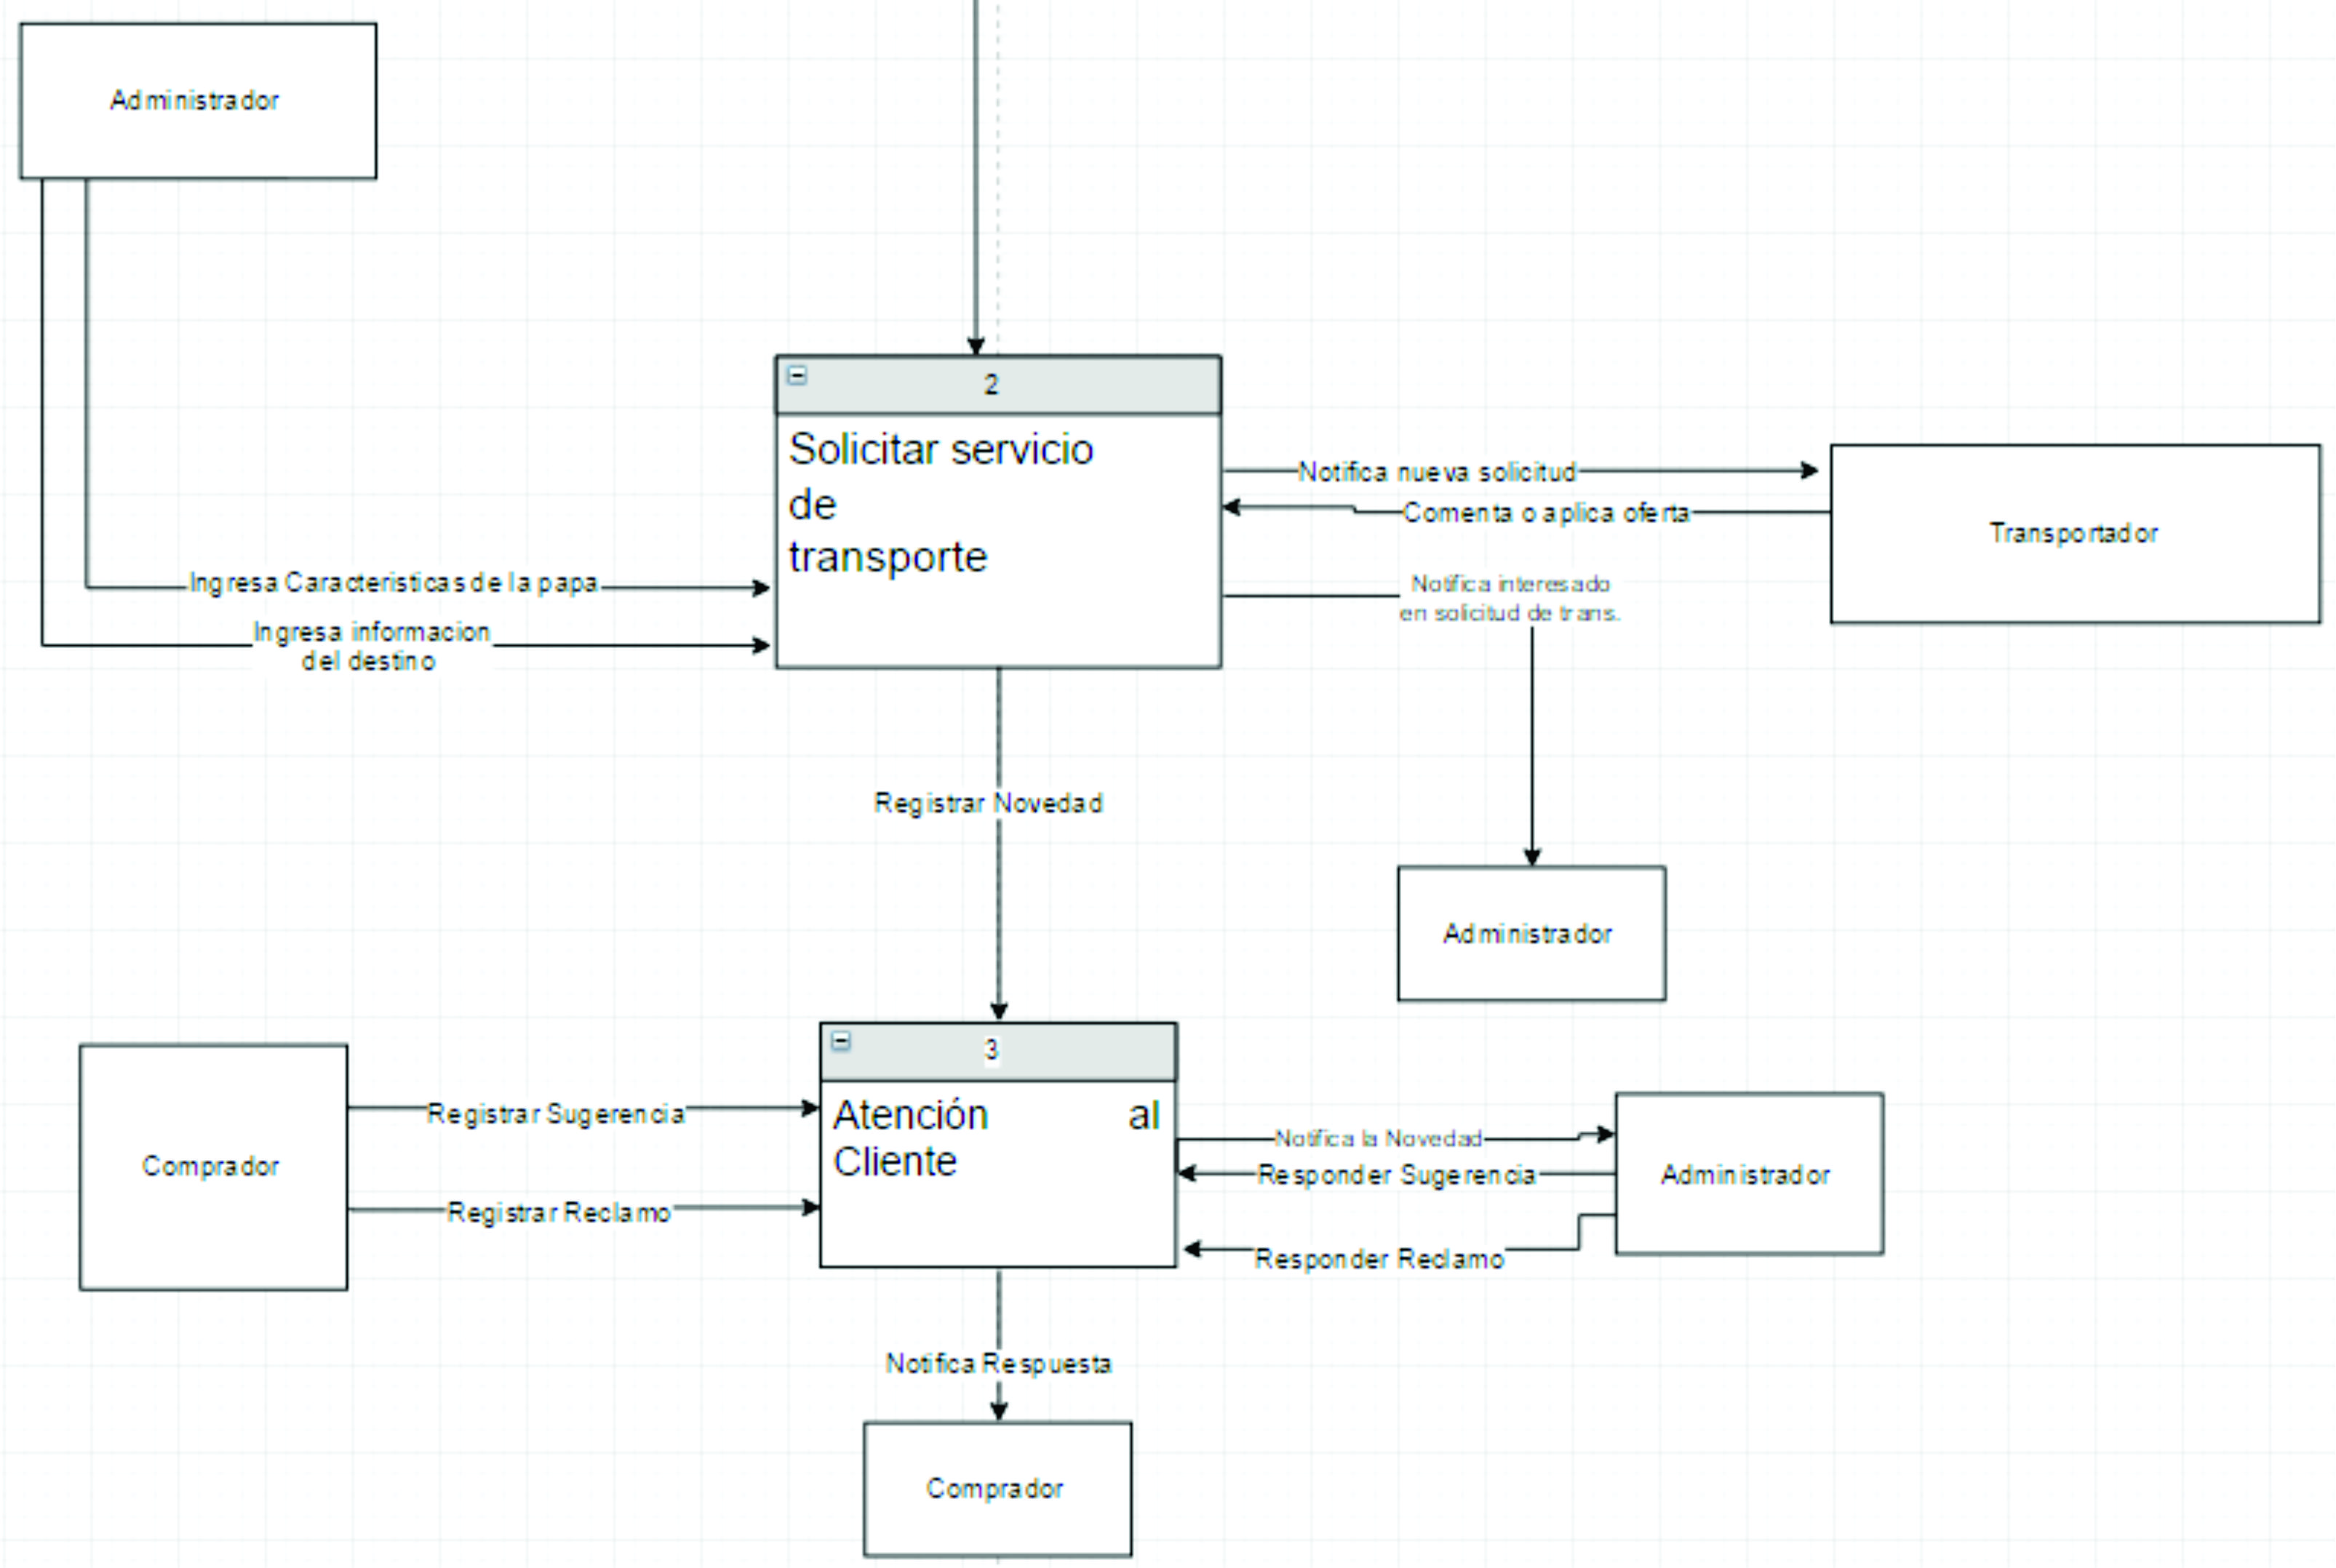 Administrador
2
Solicitar servicio
de
transporte
Notifica nueva solicitud
Comenta o aplica oferta
Transportador
Ingresa Caracteristicas de la papa
Notifica interesado
en solicitud de trans.
Ingresa informacion
del destino
Registrar Novedad
Administrador
3
Atención al
Cliente
Comprador
Registrar Sugerencia
Registrar Reclamo
Notifica la Novedad
Responder Sugerencia
Responder Reclamo
Administrador
Notifica Respuesta
Comprador